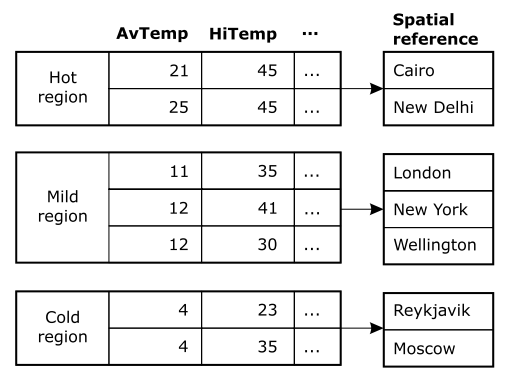 AvTemp HiTemp ... Spatial reference
Hot region
21 45 ... Cairo
25 45 ... New Delhi
Mild region
11 35 ... London
12 41 ... New York
12 30 ... Wellington
Cold region
4 23 ... Reykjavik
4 35 ... Moscow